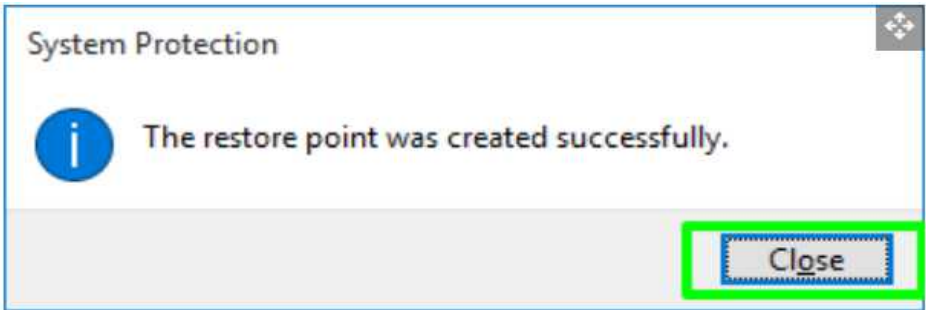 System Protection
The restore point was created successfully.
Close